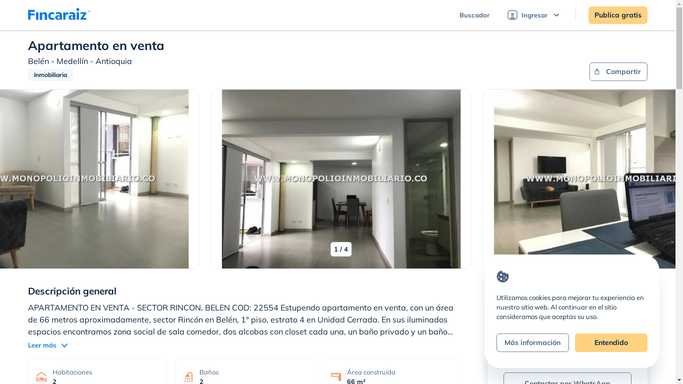 Fincaraiz
Buscador
Ingresar
Publica gratis
Apartamento en venta
Belén - Medellín - Antioquia
Inmobiliaria
Compartir
WWW.MONOPOLIOINMOBILIARIO.CO
WWW.MONOPOLIOINMOBILIARIO.CO
WWW.MONOPOLIOINMOBILIARI
1 / 4
Descripción general
APARTAMENTO EN VENTA - SECTOR RINCON, BELEN COD: 22554 Estupendo apartamento en venta, con un área
de 66 metros aproximadamente, sector Rincón en Belén, 1° piso, estrato 4 en Unidad Cerrada. En sus iluminados
espacios encontramos zona social de sala comedor, dos alcobas con closet cada una, un baño privado y un baño...
Leer más
Habitaciones
2
Baños
2
Área construida
66 m²
Utilizamos cookies para mejorar tu experiencia en
nuestro sitio web. Al continuar en el sitio
consideramos que aceptas su uso.
Más información
Entendido
Contactar por WhatsApp